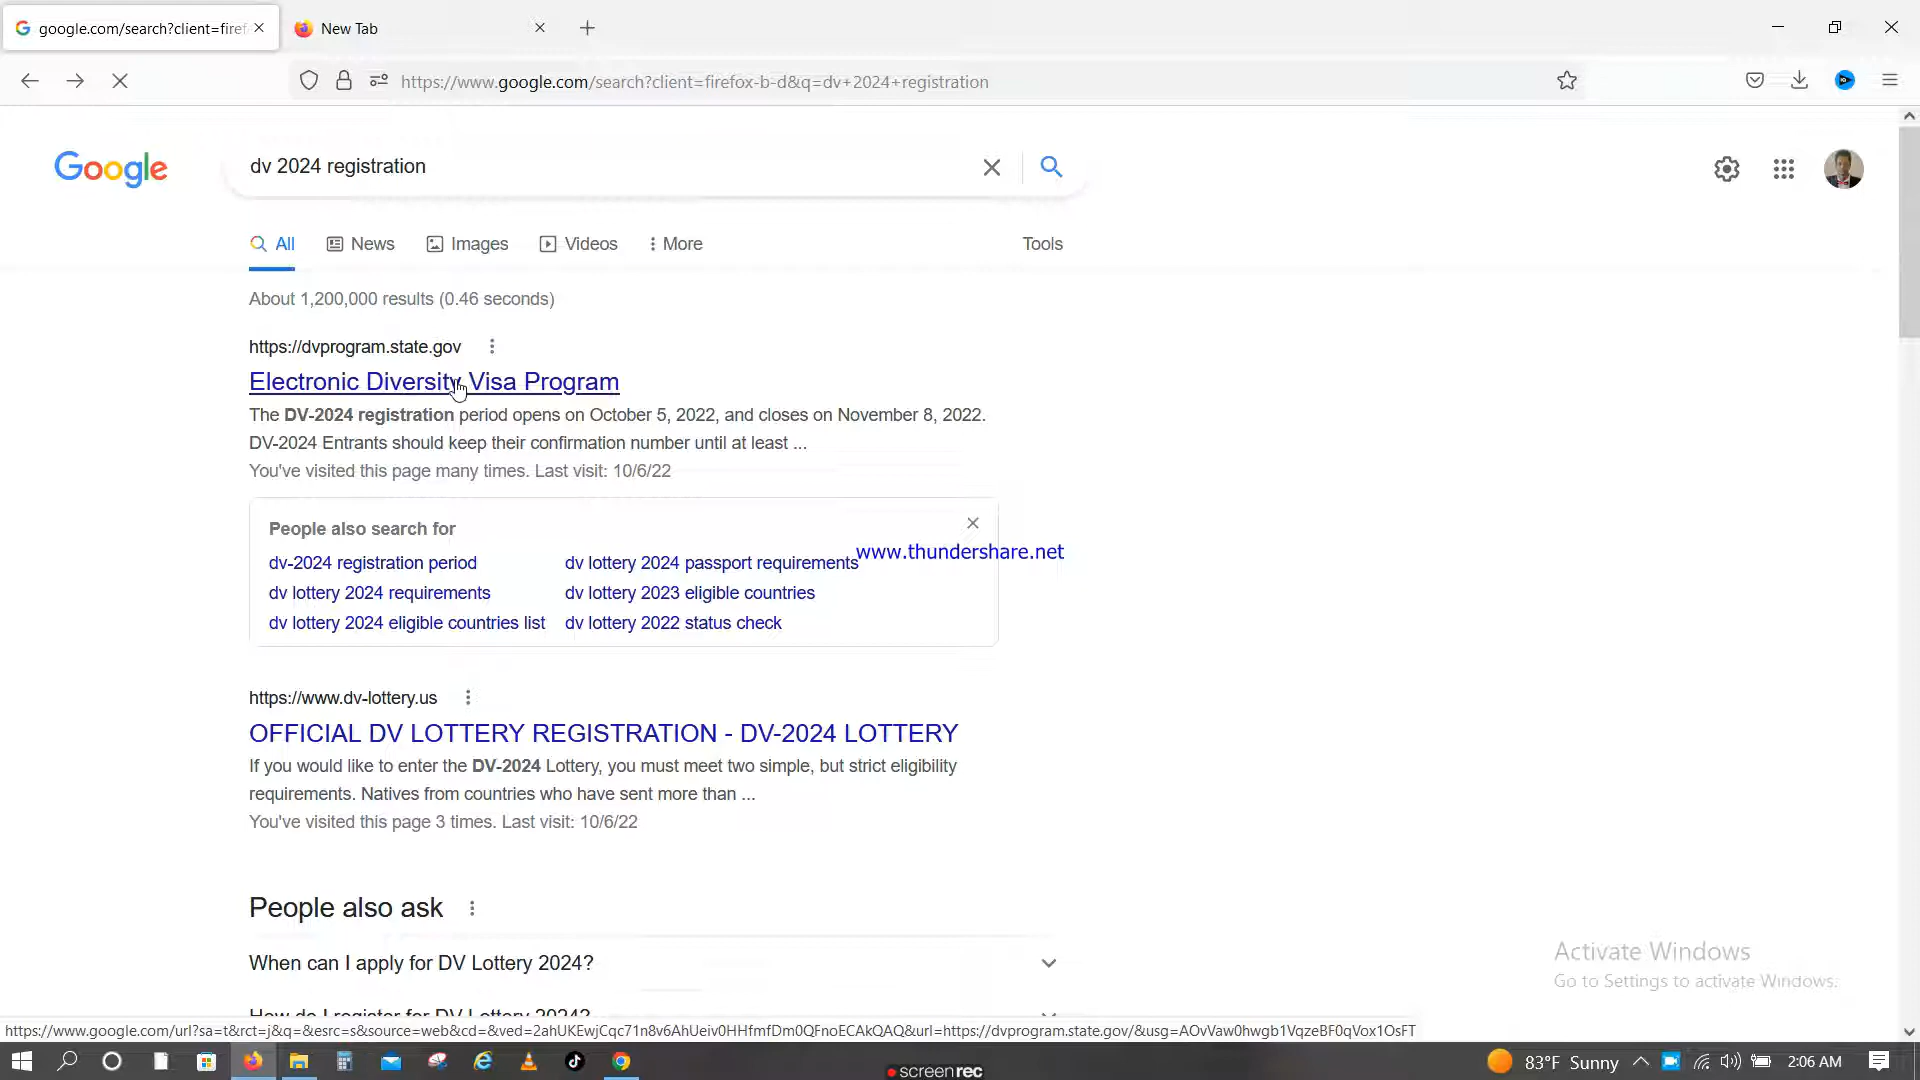 google.com/search?client=firef
New Tab
https://www.google.com/search?client=firefox-b-d&q=dv+2024+registration
Google
dv 2024 registration
All
News
Images
Videos
More
Tools
About 1,200,000 results (0.46 seconds)
https://dvprogram.state.gov
Electronic Diversity Visa Program
The DV-2024 registration period opens on October 5, 2022, and closes on November 8, 2022.
DV-2024 Entrants should keep their confirmation number until at least ...
You've visited this page many times. Last visit: 10/6/22
People also search for
dv-2024 registration period
dv lottery 2024 passport requirements
www.thundershare.net
dv lottery 2024 requirements
dv lottery 2023 eligible countries
dv lottery 2024 eligible countries list
dv lottery 2022 status check
https://www.dv-lottery.us
OFFICIAL DV LOTTERY REGISTRATION - DV-2024 LOTTERY
If you would like to enter the DV-2024 Lottery, you must meet two simple, but strict eligibility
requirements. Natives from countries who have sent more than ...
You've visited this page 3 times. Last visit: 10/6/22
People also ask
When can I apply for DV Lottery 2024?
Activate Windows
Go to Settings to activate Windows.
How do I register for DV Lottery 2024?
https://www.google.com/url?sa=t&rct=j&q=&esrc=s&source=web&cd=&ved=2ahUKEwjCqc71n8v6AhUeiv0HHfmfDm0QFnoECAkQAQ&url=https://dvprogram.state.gov/&usg=AOvVaw0hwgb1VqzeBF0qVox1OsFT
83°F Sunny
2:06 AM
screenrec